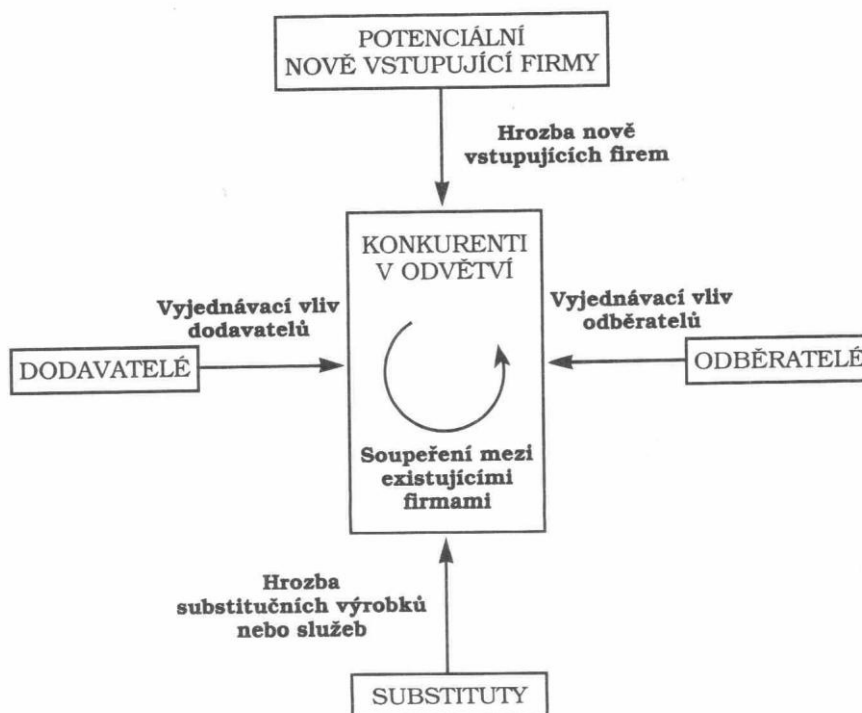 POTENCIÁLNÍ
NOVĚ VSTUPUJÍCÍ FIRMY
Hrozba nově
vstupujících firem
KONKURENTI
V ODVĚTVÍ
Vyjednávací vliv
dodavatelů
Vyjednávací vliv
odběratelů
DODAVATELÉ
ODBĚRATELÉ
Soupeření mezi
existujícími
firmami
Hrozba
substitučních výrobků
nebo služeb
SUBSTITUTY